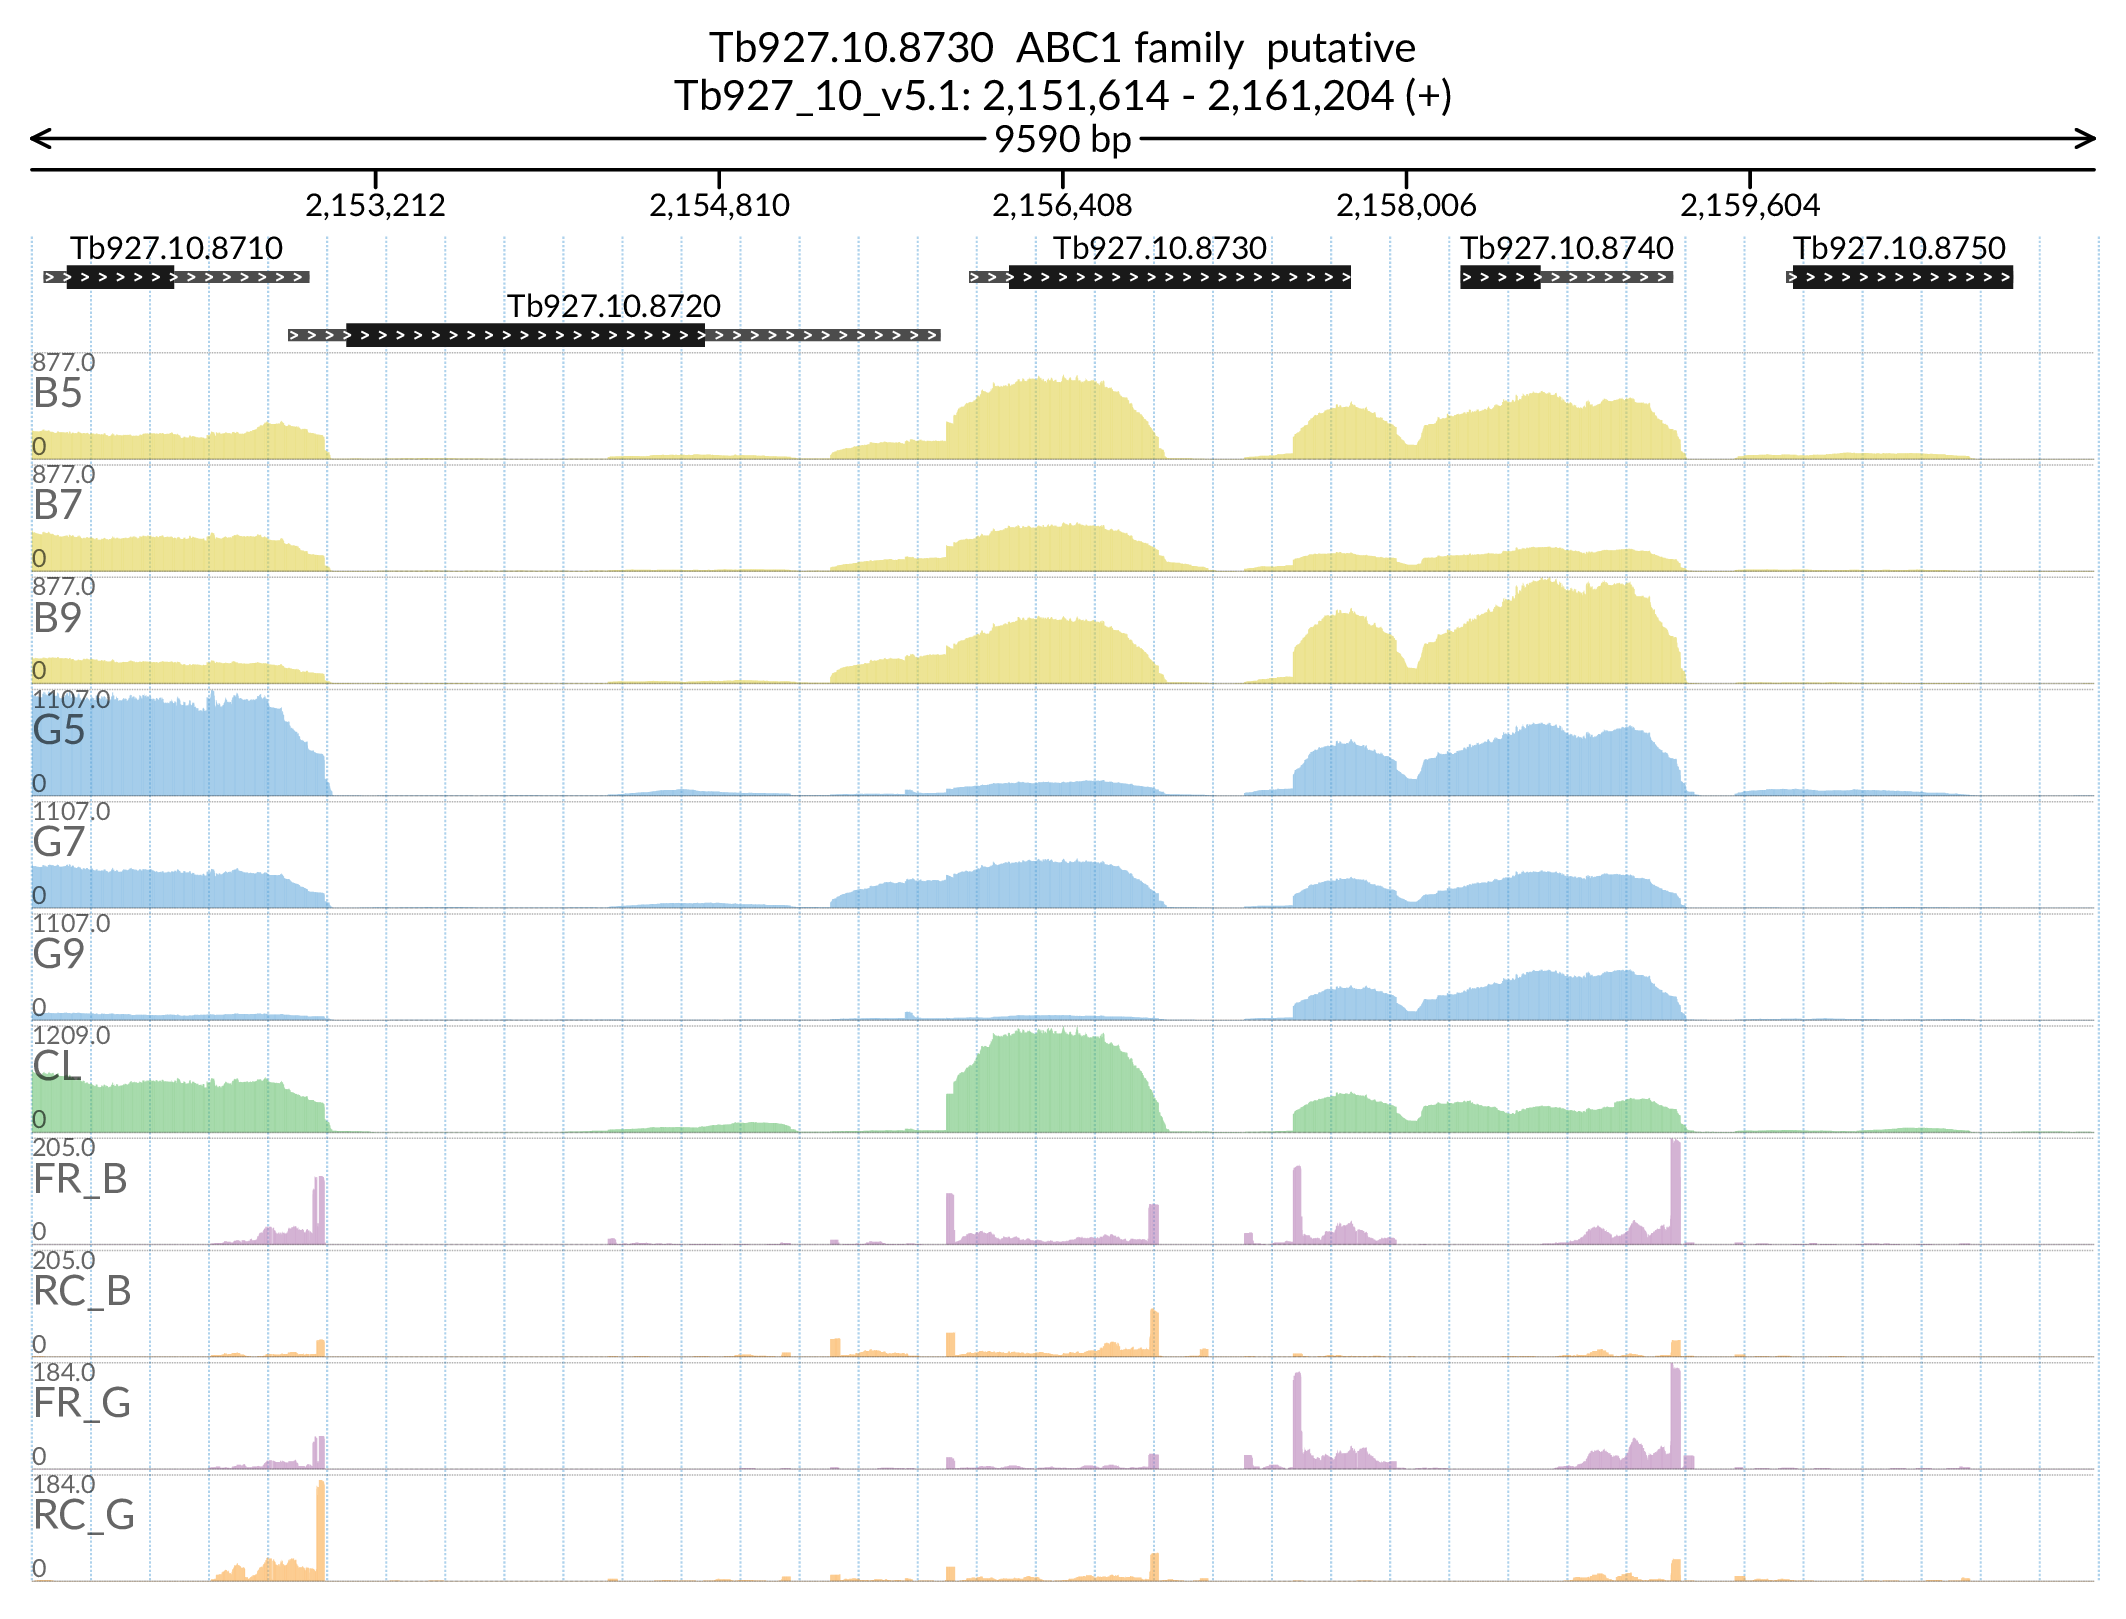 Tb927.10.8730  ABC1 family  putative
Tb927_10_v5.1: 2,151,614 - 2,161,204 (+)
9590 bp
2,153,212 2,154,810 2,156,408 2,158,006 2,159,604
Tb927.10.8710 Tb927.10.8730 Tb927.10.8740 Tb927.10.8750
Tb927.10.8720
877.0
B5
0
877.0
B7
0
877.0
B9
0
1107.0
G5
0
1107.0
G7
0
1107.0
G9
0
1209.0
CL
0
205.0
FR_B
0
205.0
RC_B
0
184.0
FR_G
0
184.0
RC_G
0